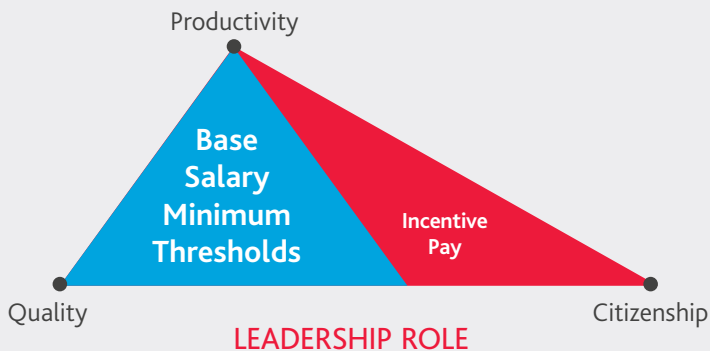 Productivity
Base
Salary
Minimum
Thresholds
Incentive
Pay
Quality
Citizenship
LEADERSHIP ROLE